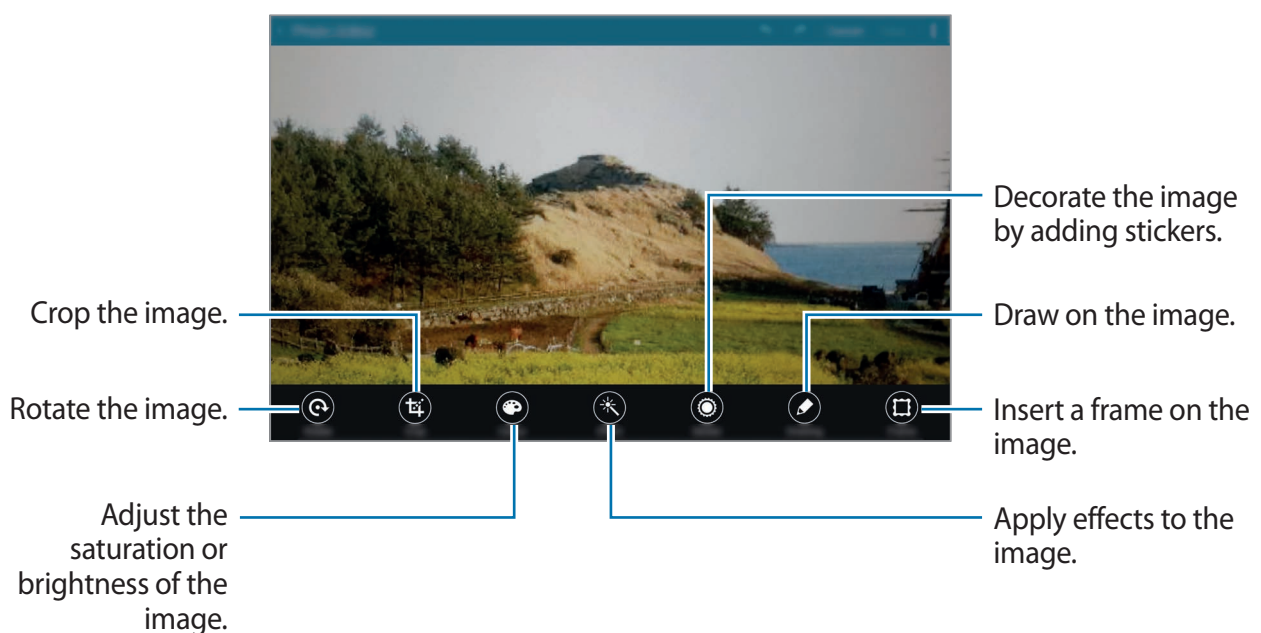 Decorate the image
by adding stickers.
Crop the image.
Draw on the image.
Rotate the image.
Insert a frame on the
image.
Adjust the
saturation or
brightness of the
image.
Apply effects to the
image.